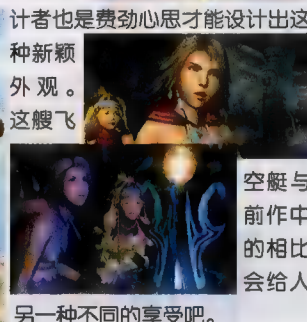 计者也是费劲心思才能设计出这
种新颖
外观。
这艘飞
空艇与
前作中
的相比
会给人
另一种不同的享受吧。